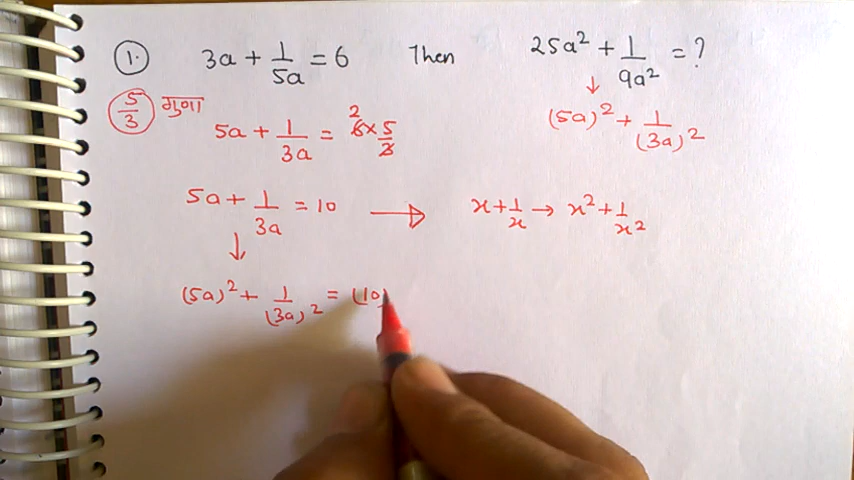 1. 3a + 1/5a = 6 Then 25a² + 1/9a² = ?
↓
5/3 गुणा
(5a)² + 1/(3a)²
5a + 1/3a = 6 2 × 5/3
5a + 1/3a = 10 → x + 1/x → x² + 1/x²
↓
(5a)² + 1/(3a)² = (10)